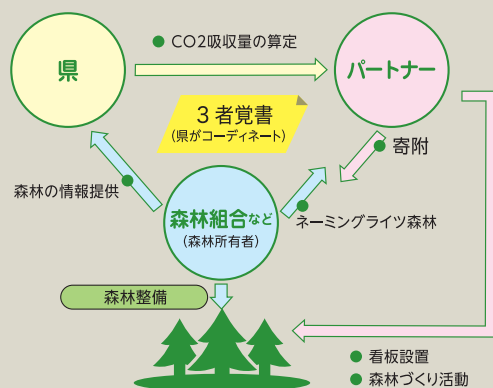 CO2吸収量の算定
県
パートナー
3者覚書
(県がコーディネート)
寄附
森林の情報提供
森林組合など
(森林所有者)
ネーミングライツ森林
森林整備
看板設置
森林づくり活動